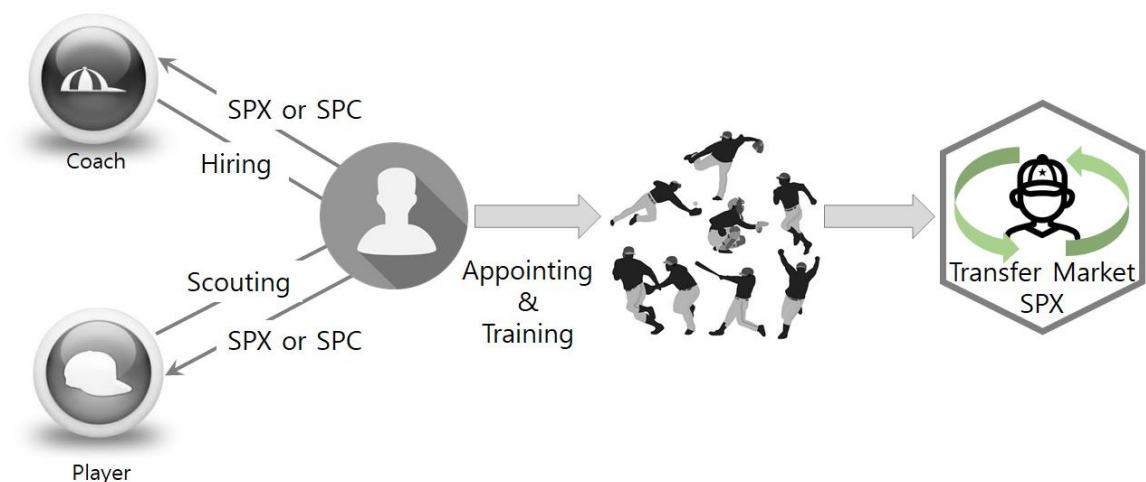 SPX or SPC
Coach
Hiring
Scouting
Appointing
&
Training
Transfer Market
SPX
SPX or SPC
Player